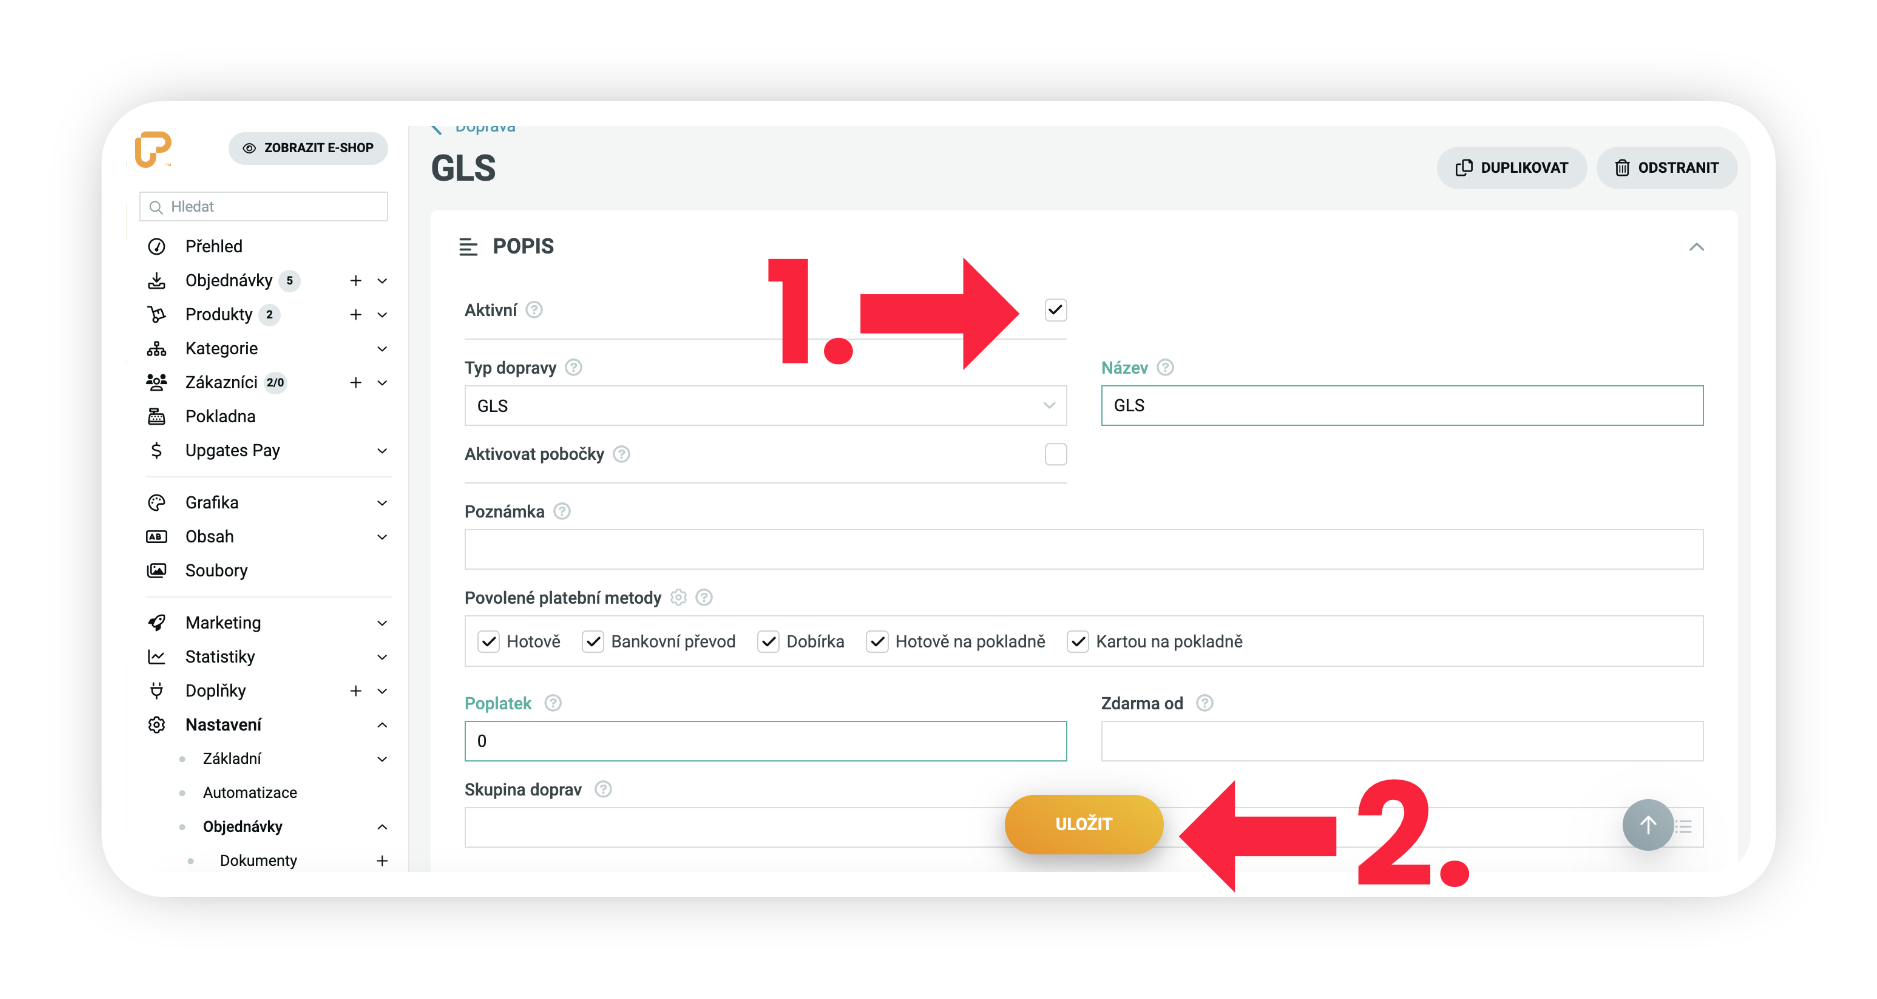 ZOBRAZIT E-SHOP
Hledat
Přehled
Objednávky 5
Produkty 2
Kategorie
Zákazníci 2/0
Pokladna
Upgates Pay
Grafika
Obsah
Soubory
Marketing
Statistiky
Doplňky
Nastavení
Základní
Automatizace
Objednávky
Dokumenty
Doprava
GLS
DUPLIKOVAT
ODSTRANIT
POPIS
1.
Aktivní
Typ dopravy
GLS
Název
GLS
Aktivovat pobočky
Poznámka
Povolené platební metody
Hotově Bankovní převod Dobírka Hotově na pokladně Kartou na pokladně
Poplatek
0
Zdarma od
Skupina doprav
ULOŽIT
2.